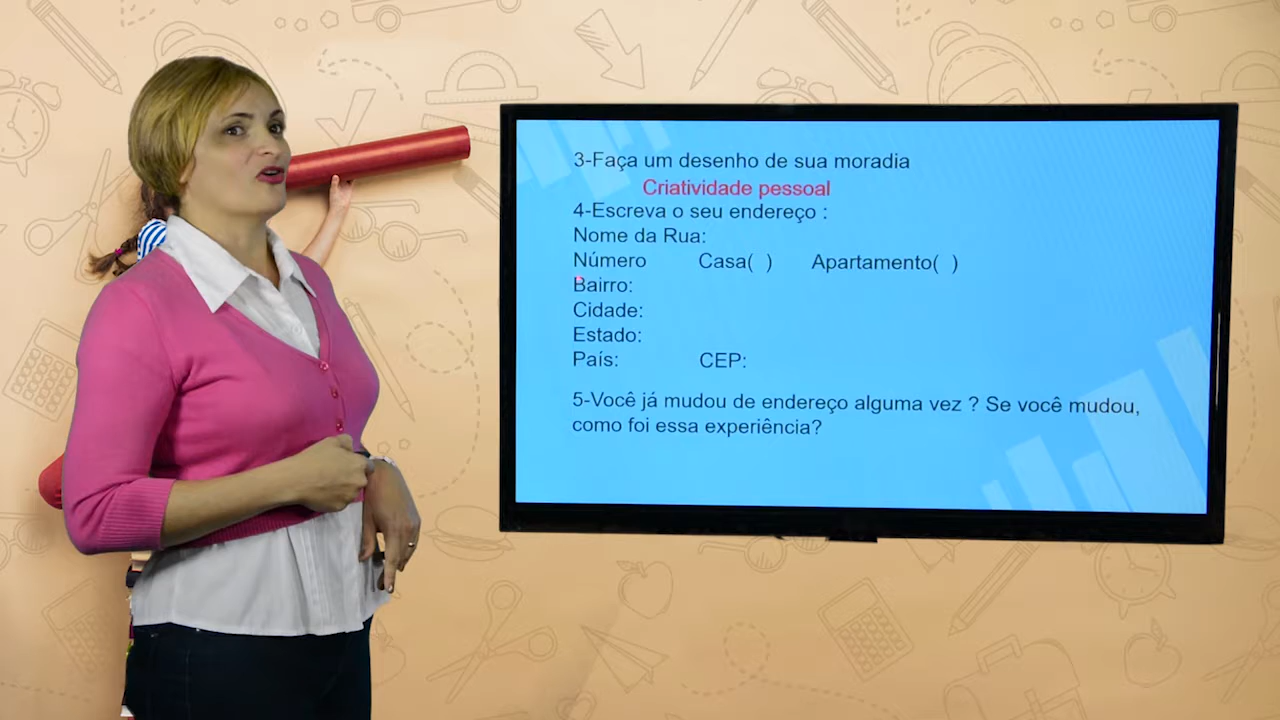 3-Faça um desenho de sua moradia
Criatividade pessoal
4-Escreva o seu endereço :
Nome da Rua:
Número Casa( ) Apartamento( )
Bairro:
Cidade:
Estado:
País: CEP:
5-Você já mudou de endereço alguma vez ? Se você mudou,
como foi essa experiência?